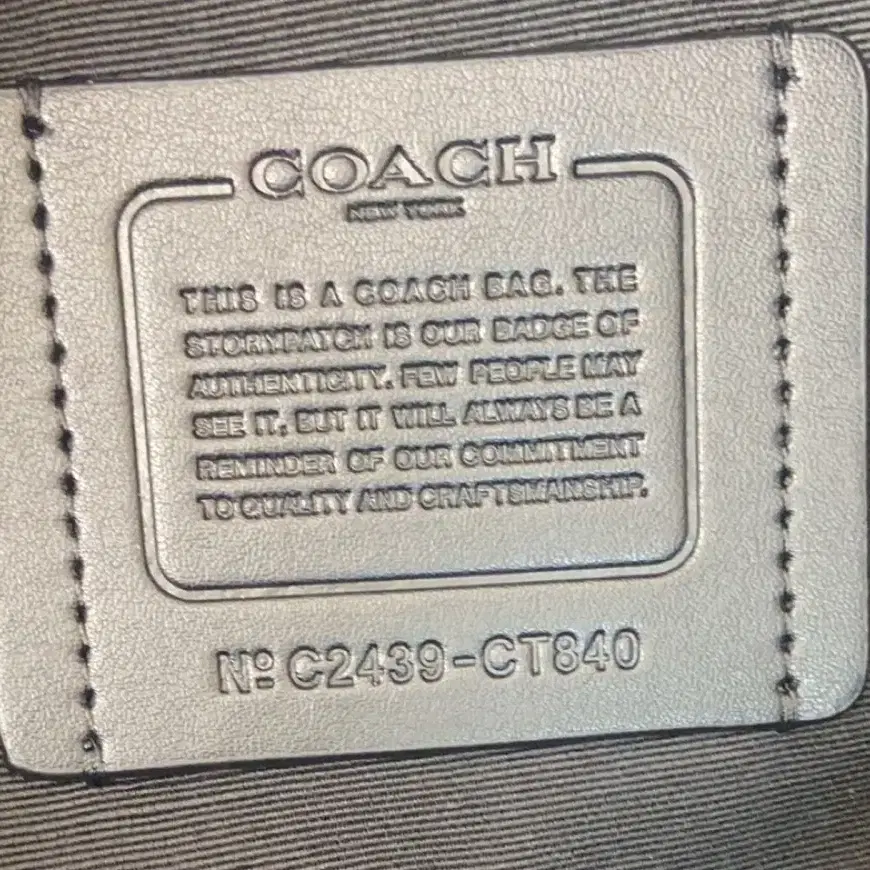 COACH
NEW YORK
THIS IS A COACH BAG. THE
STORYPATCH IS OUR BADGE OF
AUTHENTICITY. FEW PEOPLE MAY
SEE IT, BUT IT WILL ALWAYS BE A
REMINDER OF OUR COMMITMENT
TO QUALITY AND CRAFTSMANSHIP.
Nº C2439-CT840